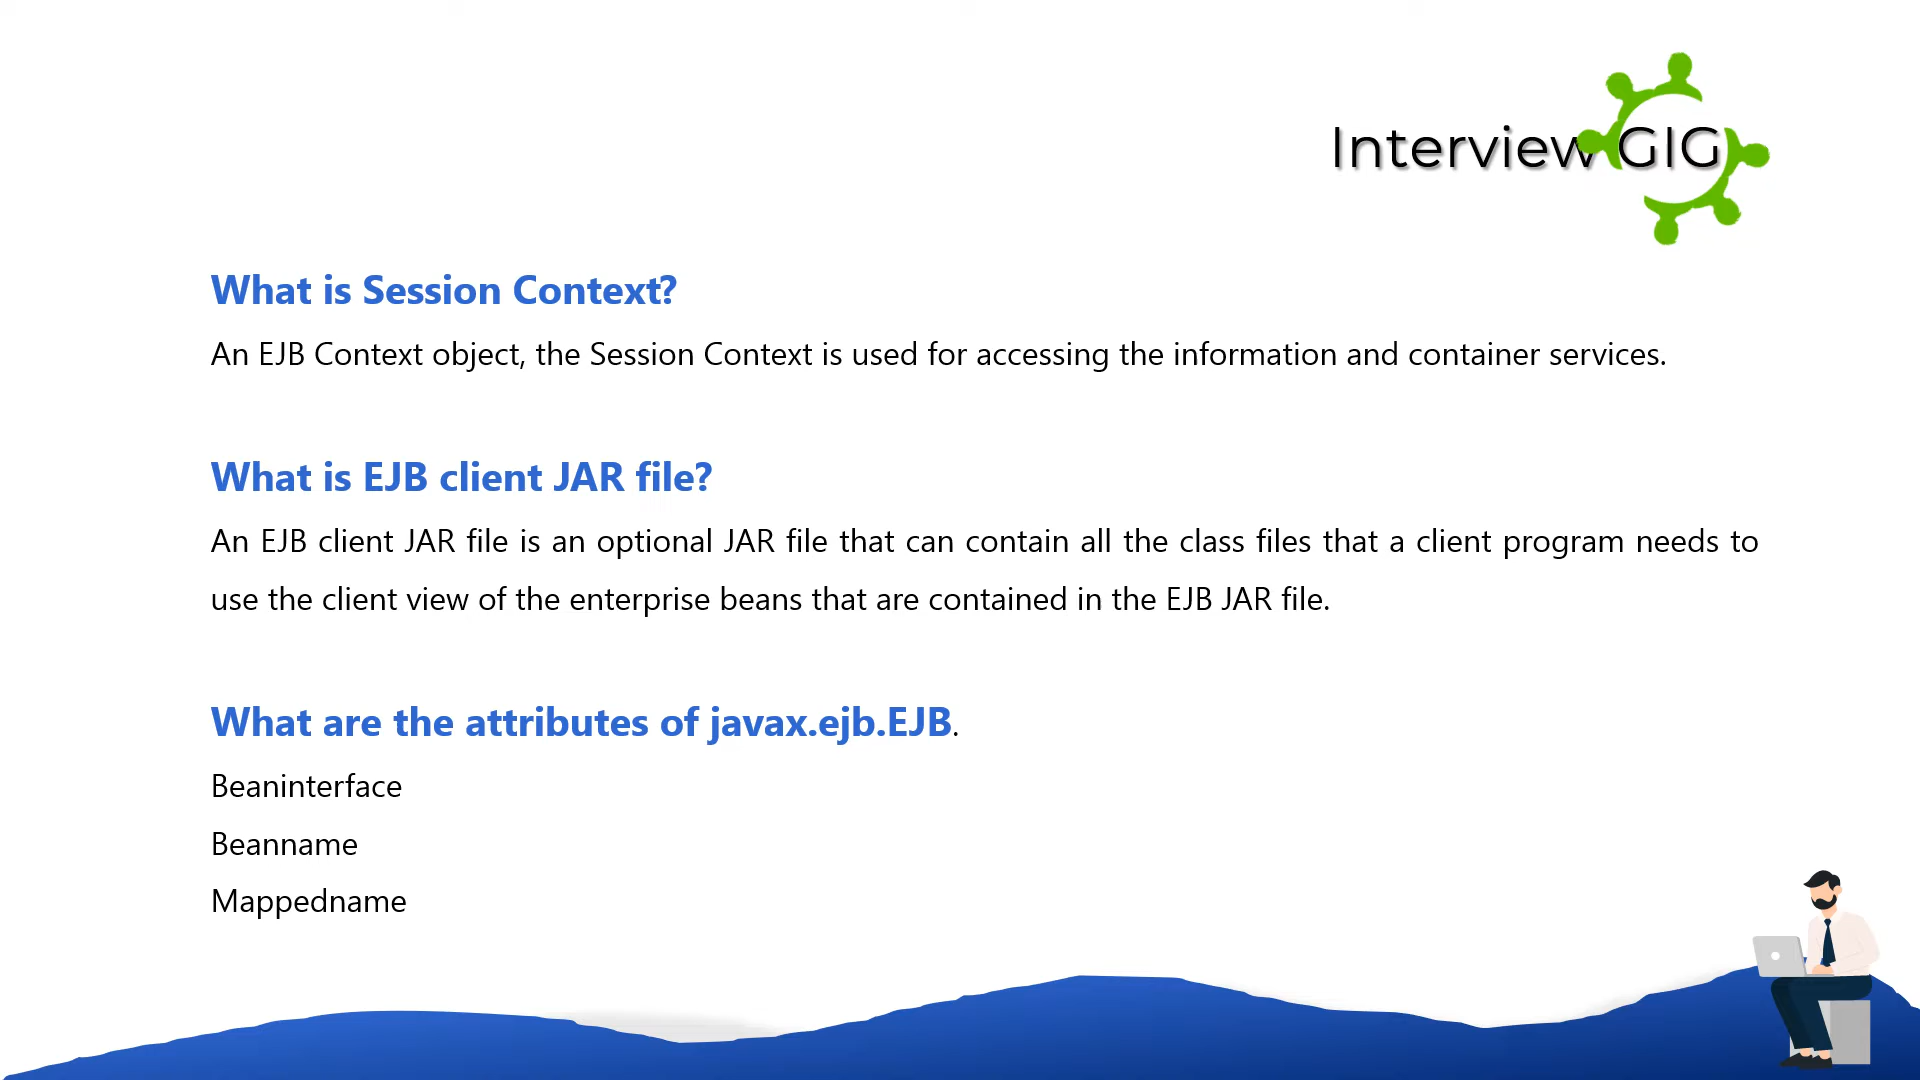 Interview GIG
What is Session Context?
An EJB Context object, the Session Context is used for accessing the information and container services.
What is EJB client JAR file?
An EJB client JAR file is an optional JAR file that can contain all the class files that a client program needs to
use the client view of the enterprise beans that are contained in the EJB JAR file.
What are the attributes of javax.ejb.EJB.
Beaninterface
Beanname
Mappedname